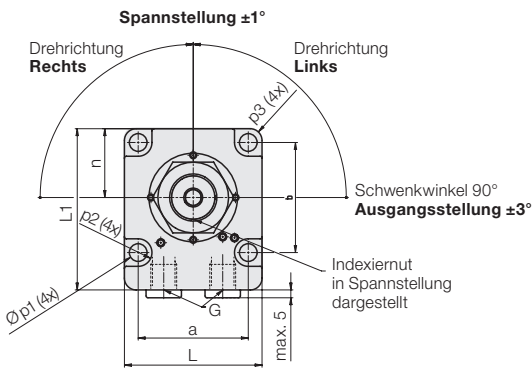 Spannstellung ±1°
Drehrichtung
Rechts
Drehrichtung
Links
p3 (4x)
n
L1
b
p2 (4x)
Schwenkwinkel 90°
Ausgangsstellung ±3°
Indexiernut
in Spannstellung
dargestellt
Ø p1 (4x)
G
a
L
max. 5